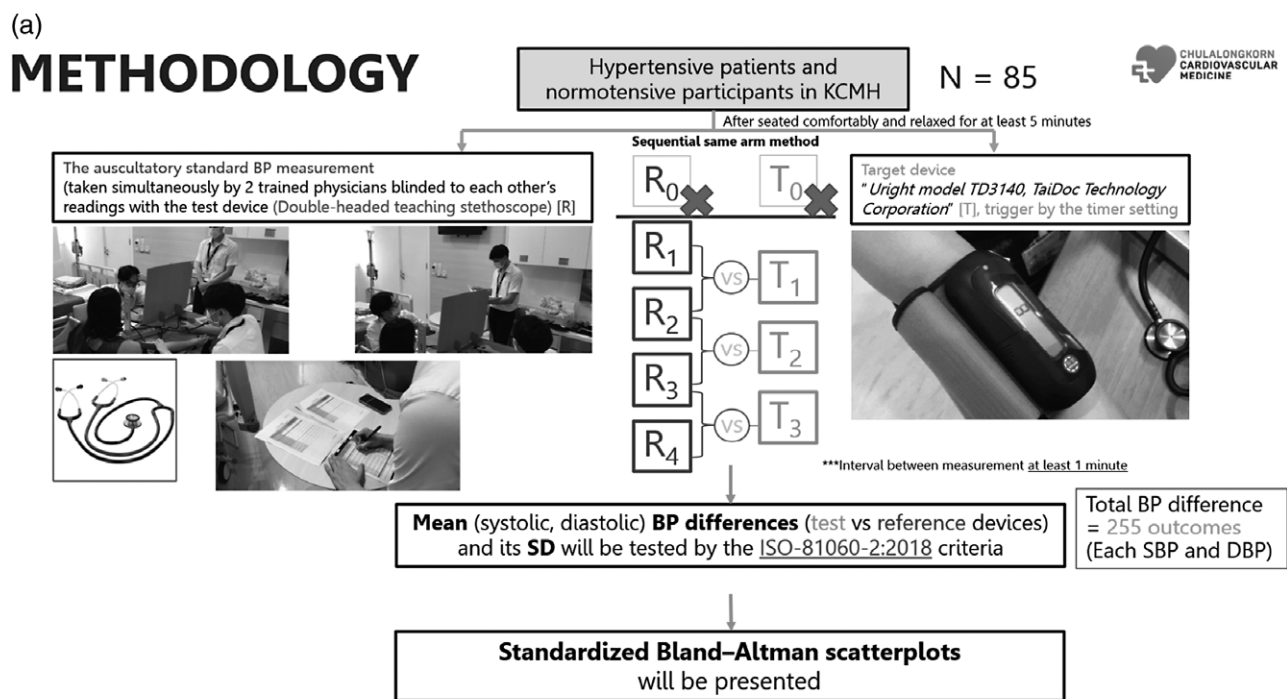 (a)
METHODOLOGY
Hypertensive patients and
normotensive participants in KCMH
N = 85
CHULALONGKORN
CARDIOVASCULAR
MEDICINE
After seated comfortably and relaxed for at least 5 minutes
Sequential same arm method
The auscultatory standard BP measurement
(taken simultaneously by 2 trained physicians blinded to each other's
readings with the test device (Double-headed teaching stethoscope) [R]
Target device
"Uright model TD3140, TaiDoc Technology
Corporation" [T], trigger by the timer setting
R0
T0
R1
VS
T1
R2
VS
T2
R3
VS
T3
R4
***Interval between measurement at least 1 minute
Mean (systolic, diastolic) BP differences (test vs reference devices)
and its SD will be tested by the ISO-81060-2:2018 criteria
Total BP difference
= 255 outcomes
(Each SBP and DBP)
Standardized Bland–Altman scatterplots
will be presented